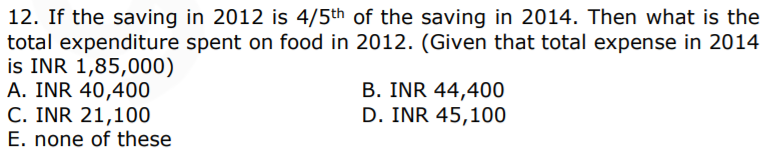 12. If the saving in 2012 is 4/5th of the saving in 2014. Then what is the
total expenditure spent on food in 2012. (Given that total expense in 2014
is INR 1,85,000)
A. INR 40,400 B. INR 44,400
C. INR 21,100 D. INR 45,100
E. none of these